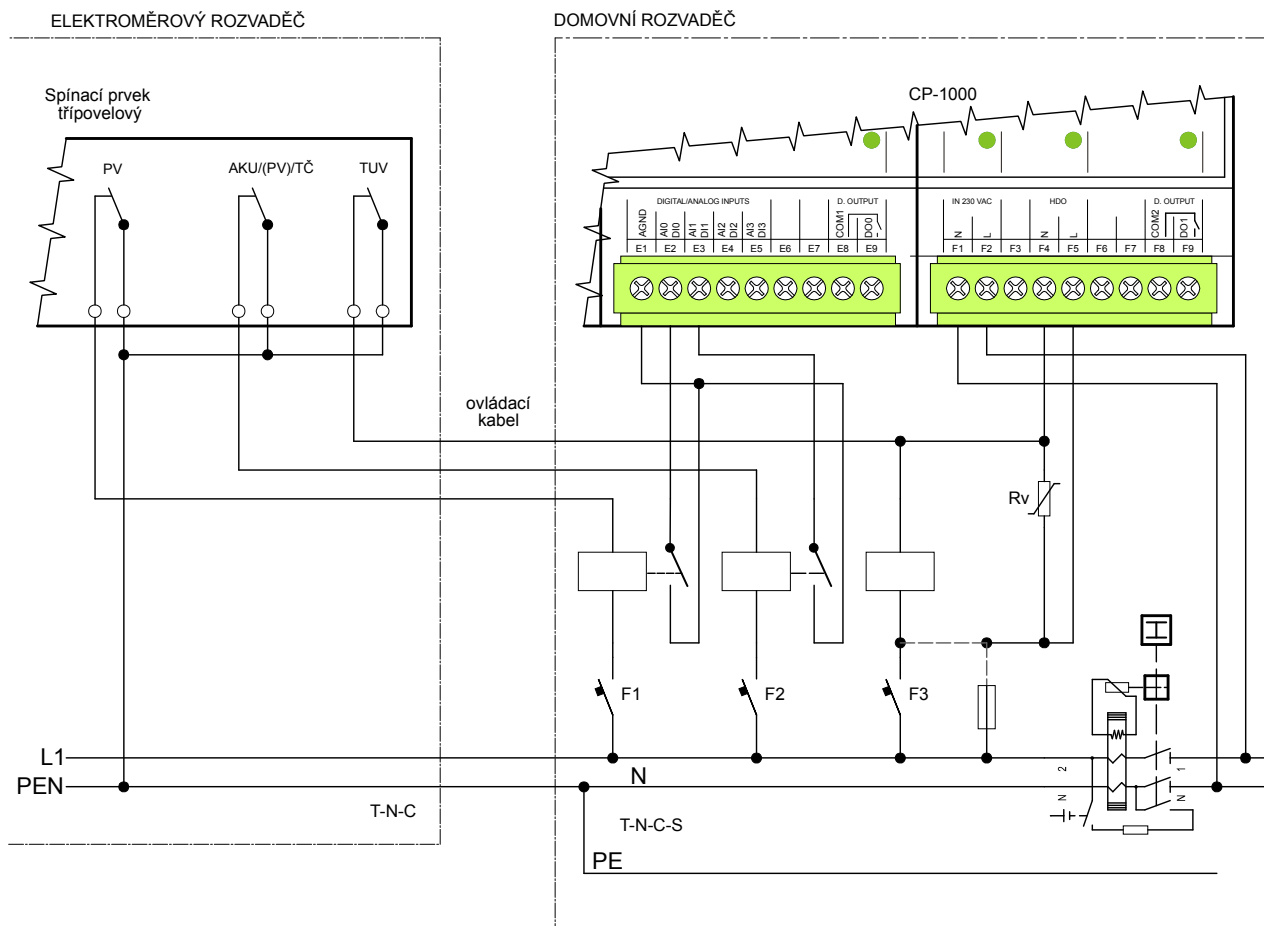 ELEKTROMĚROVÝ ROZVADĚČ
DOMOVNÍ ROZVADĚČ
Spínací prvek
třípovelový
PV
AKU/(PV)/TČ
TUV
CP-1000
DIGITAL/ANALOG INPUTS
D. OUTPUT
IN 230 VAC
HDO
D. OUTPUT
AGND
AI0
DI0
AI1
DI1
AI2
DI2
AI3
DI3
COM1
DO0
N
L
N
L
COM2
DO1
E1 E2 E3 E4 E5 E6 E7 E8 E9
F1 F2 F3 F4 F5 F6 F7 F8 F9
ovládací
kabel
Rv
F1
F2
F3
L1
PEN
N
2
1
N
N
T-N-C
T-N-C-S
PE